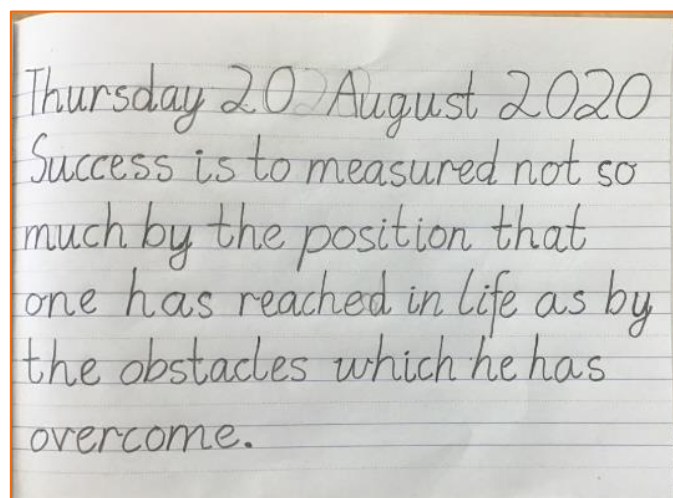 Thursday 20 August 2020
Success is to measured not so
much by the position that
one has reached in life as by
the obstacles which he has
overcome.